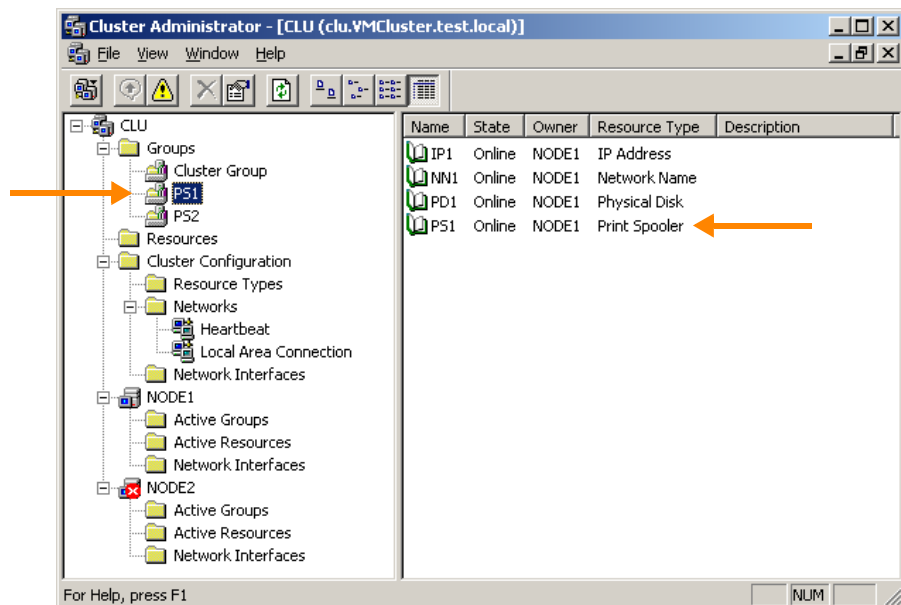 Cluster Administrator - [CLU (clu.VMCluster.test.local)]
File View Window Help
CLU
Groups
Cluster Group
PS1
PS2
Resources
Cluster Configuration
Resource Types
Networks
Heartbeat
Local Area Connection
Network Interfaces
NODE1
Active Groups
Active Resources
Network Interfaces
NODE2
Active Groups
Active Resources
Network Interfaces
Name State Owner Resource Type Description
IP1 Online NODE1 IP Address
NN1 Online NODE1 Network Name
PD1 Online NODE1 Physical Disk
PS1 Online NODE1 Print Spooler
For Help, press F1
NUM